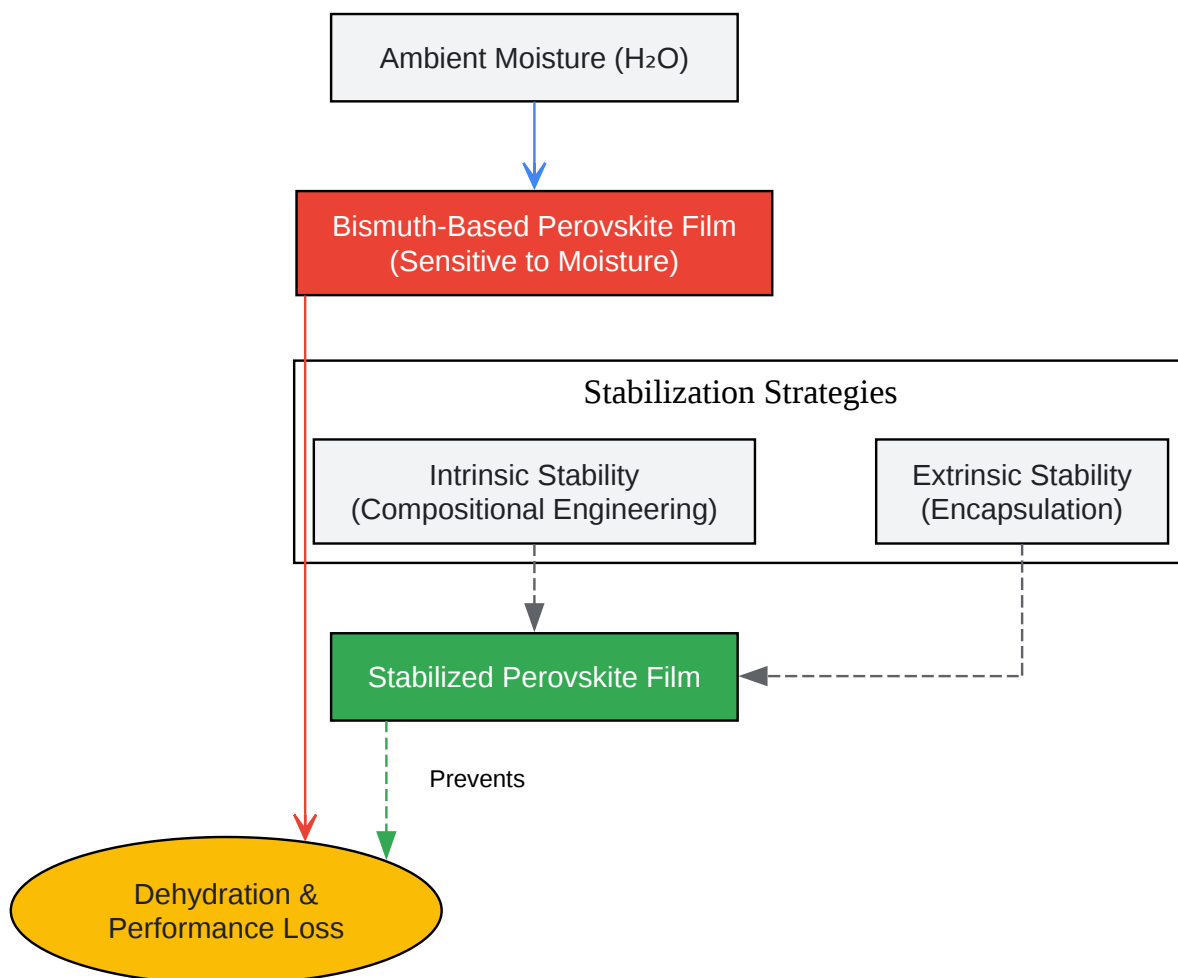 Ambient Moisture (H₂O)
Bismuth-Based Perovskite Film
(Sensitive to Moisture)
Stabilization Strategies
Intrinsic Stability
(Compositional Engineering)
Extrinsic Stability
(Encapsulation)
Stabilized Perovskite Film
Prevents
Dehydration &
Performance Loss